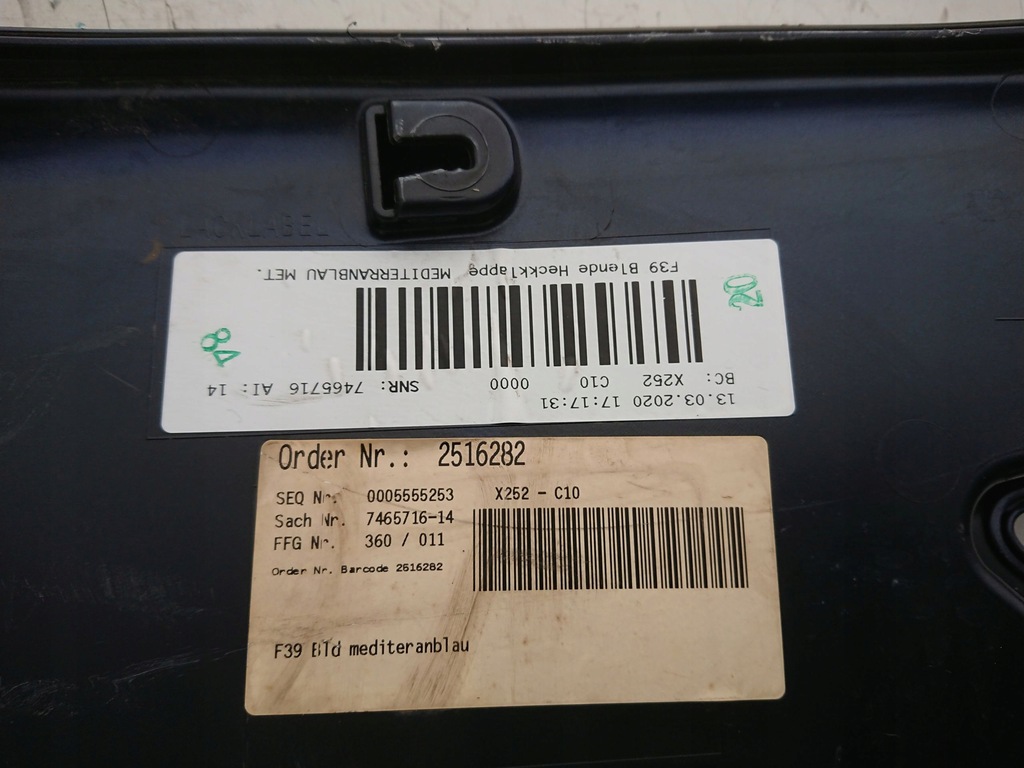 LACKLABEL
13.03.2020 17:17:31
BC: X252 C10 0000 SNR: 7465716 AI: 14
F39 Blende Heckklappe MEDITERRANBLAU MET.
20
84
Order Nr.: 2516282
SEQ Nr. 0005555253 X252 - C10
Sach Nr. 7465716-14
FFG Nr. 360 / 011
Order Nr. Barcode 2516282
F39 Bld mediteranblau